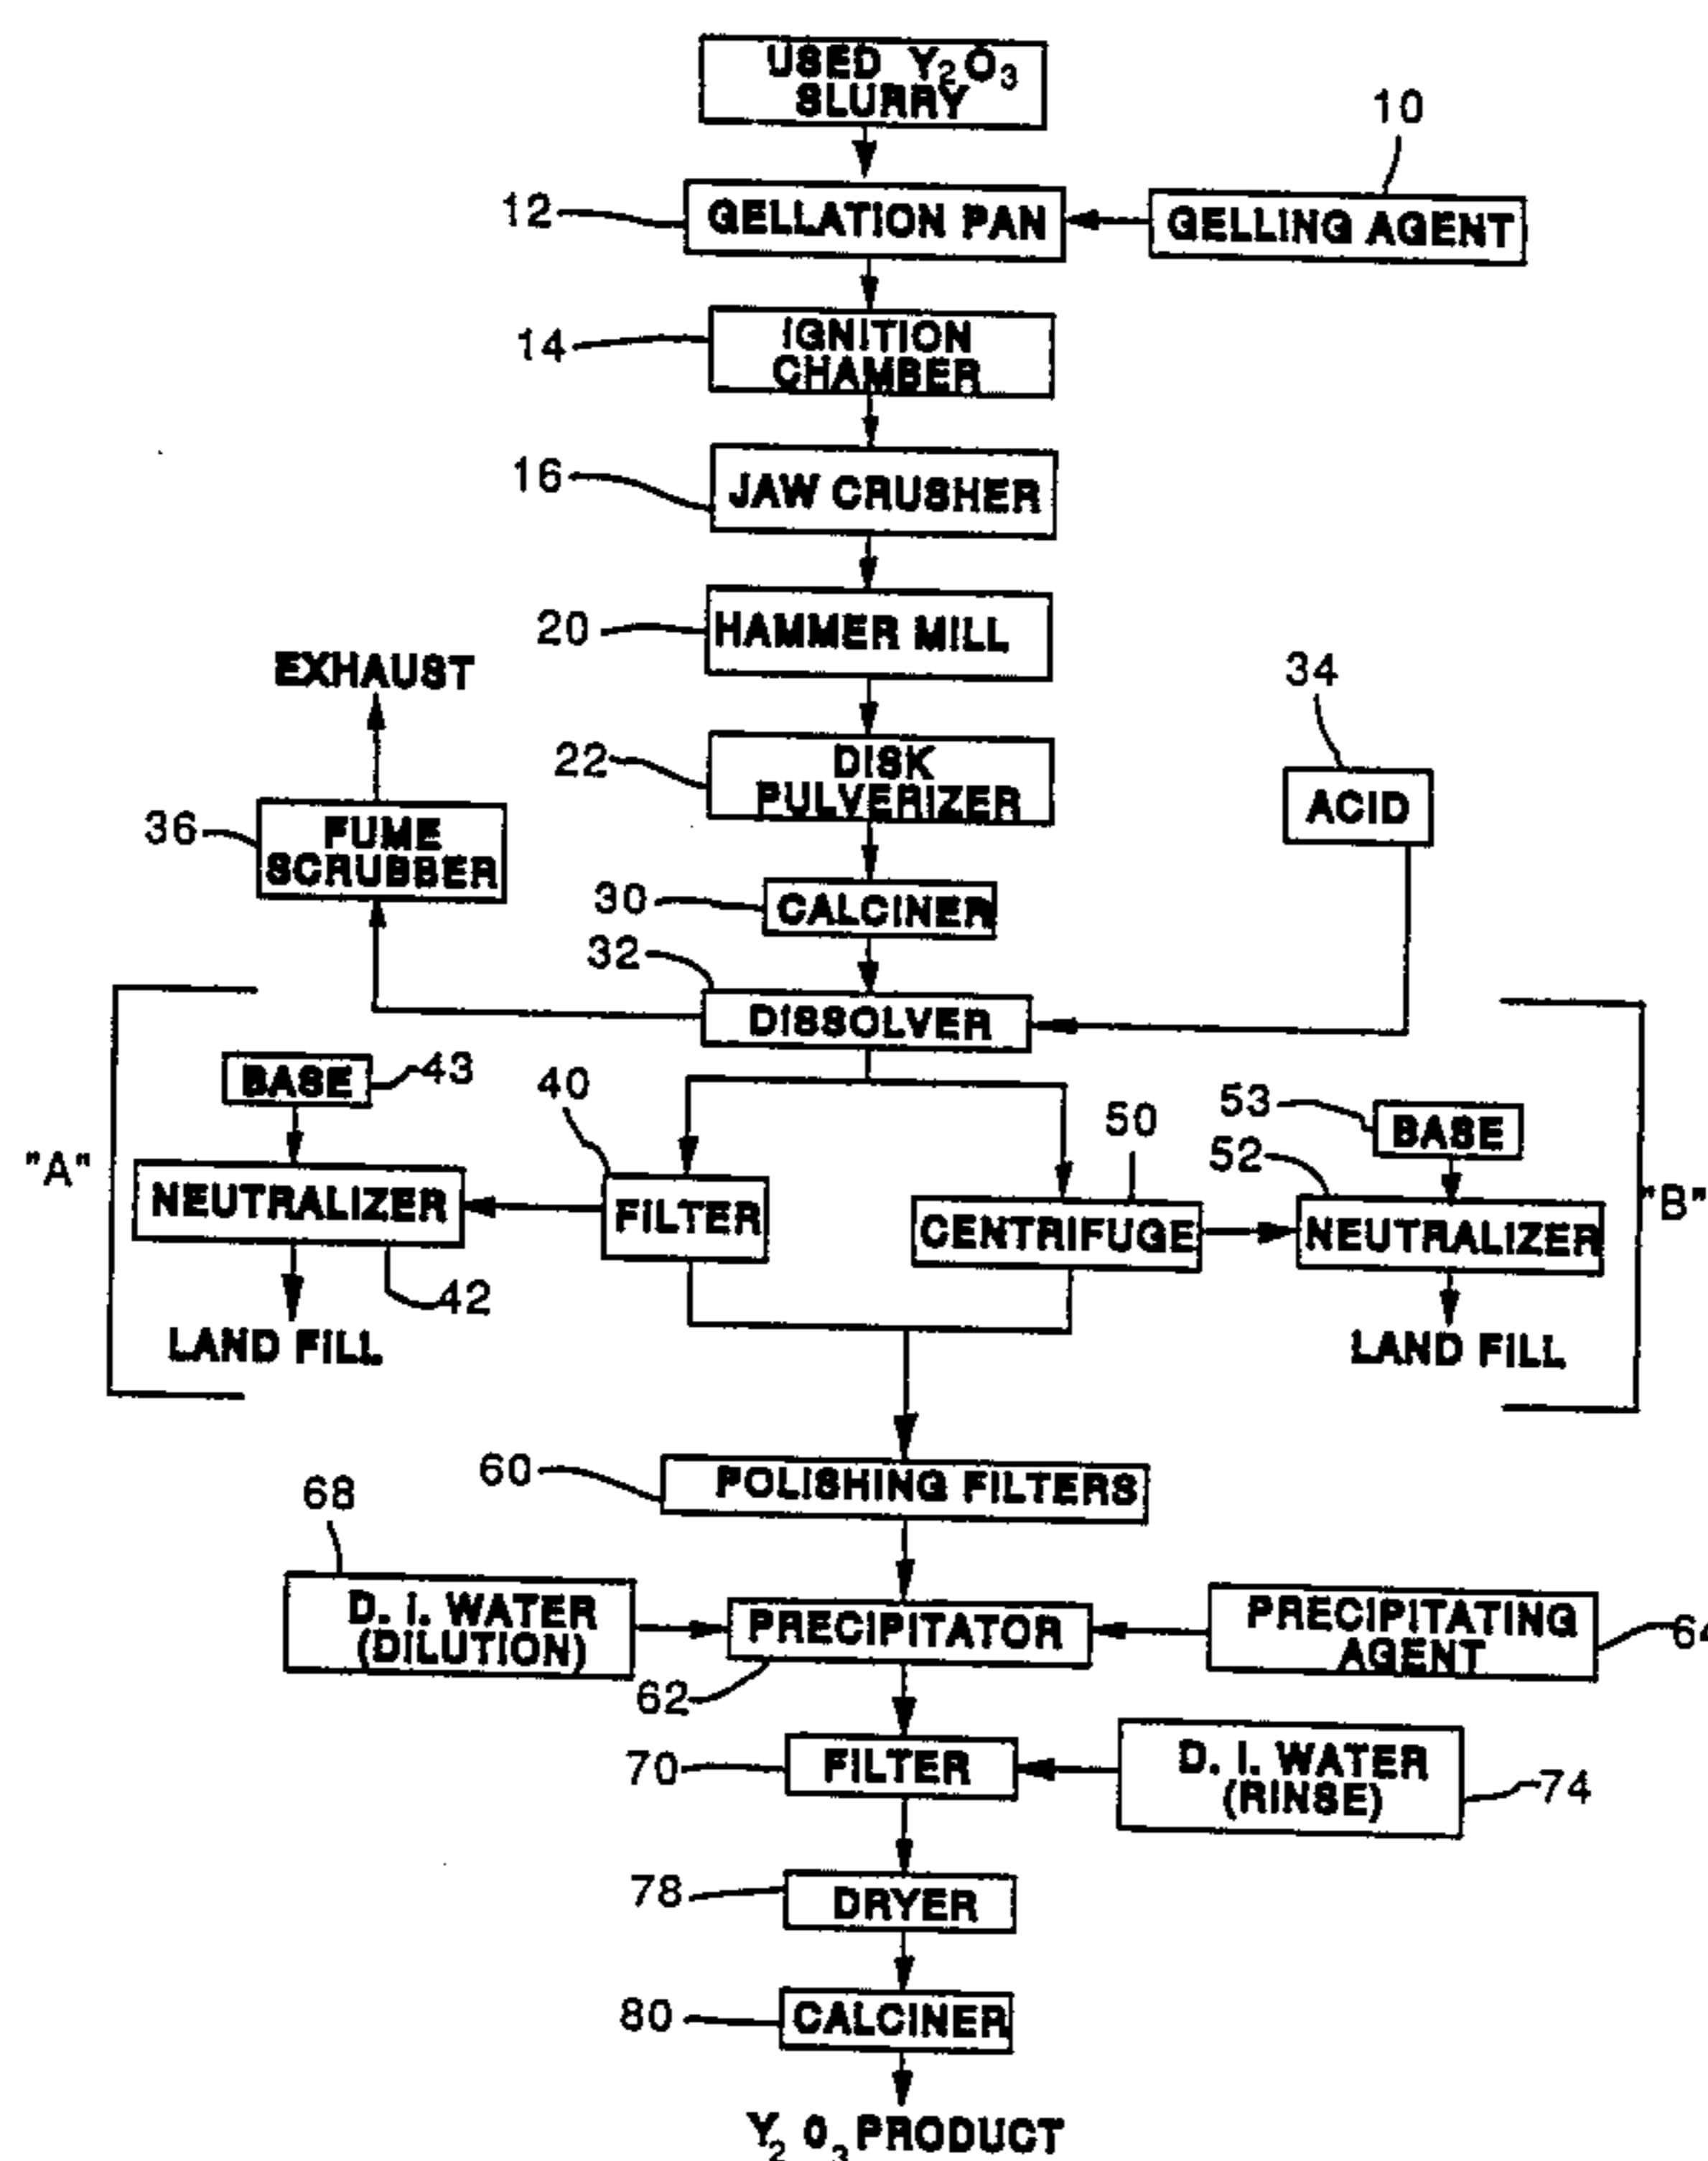 USED Y₂O₃
SLURRY
10
12
GELLATION PAN
GELLING AGENT
14
IGNITION
CHAMBER
16
JAW CRUSHER
20
HAMMER MILL
EXHAUST
34
22
DISK
PULVERIZER
ACID
36
FUME
SCRUBBER
30
CALCINER
32
DISSOLVER
BASE
43
40
50
53
BASE
52
"A"
NEUTRALIZER
FILTER
CENTRIFUGE
NEUTRALIZER
"B"
42
LAND FILL
LAND FILL
60
POLISHING FILTERS
68
D. I. WATER
(DILUTION)
PRECIPITATOR
PRECIPITATING
AGENT
64
62
70
FILTER
D. I. WATER
(RINSE)
74
78
DRYER
80
CALCINER
Y₂O₃ PRODUCT